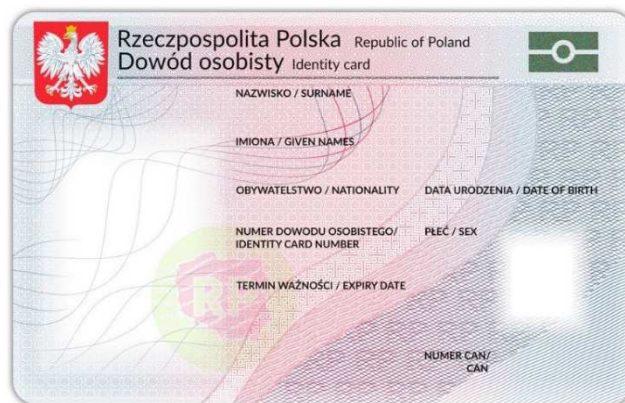 Rzeczpospolita Polska Republic of Poland
Dowód osobisty Identity card
NAZWISKO / SURNAME
IMIONA / GIVEN NAMES
OBYWATELSTWO / NATIONALITY DATA URODZENIA / DATE OF BIRTH
NUMER DOWODU OSOBISTEGO/ PŁEĆ / SEX
IDENTITY CARD NUMBER
TERMIN WAŻNOŚCI / EXPIRY DATE
RP
NUMER CAN/
CAN